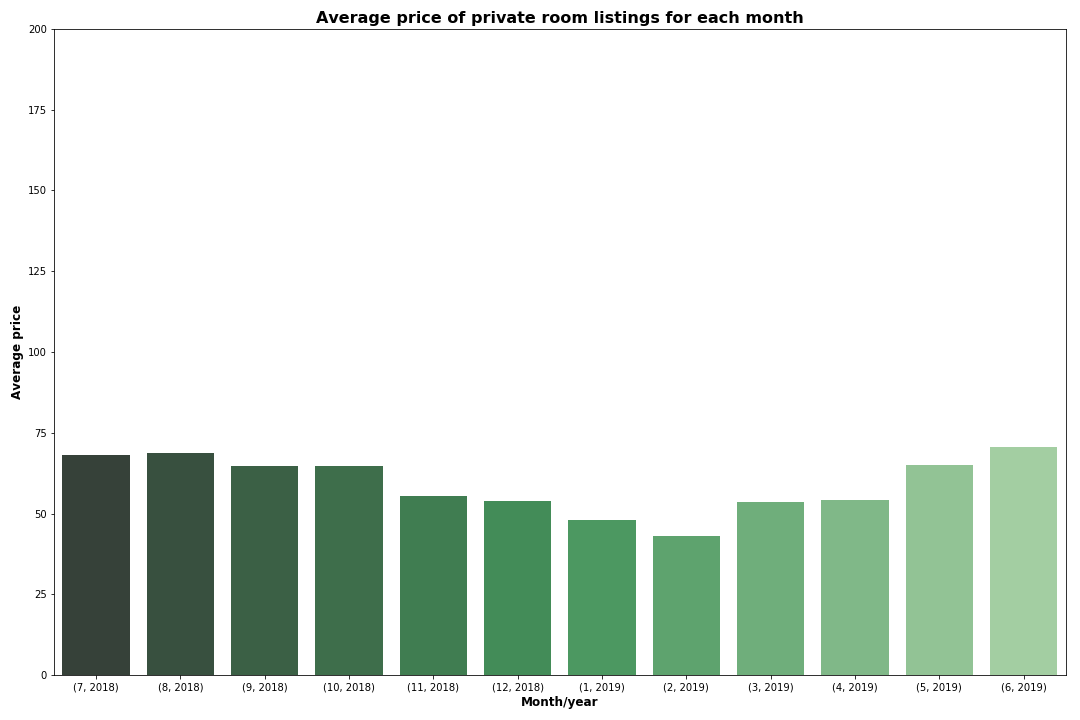 Average price of private room listings for each month
200
175
150
125
100
75
50
25
0
Average price
(7, 2018) (8, 2018) (9, 2018) (10, 2018) (11, 2018) (12, 2018) (1, 2019) (2, 2019) (3, 2019) (4, 2019) (5, 2019) (6, 2019)
Month/year